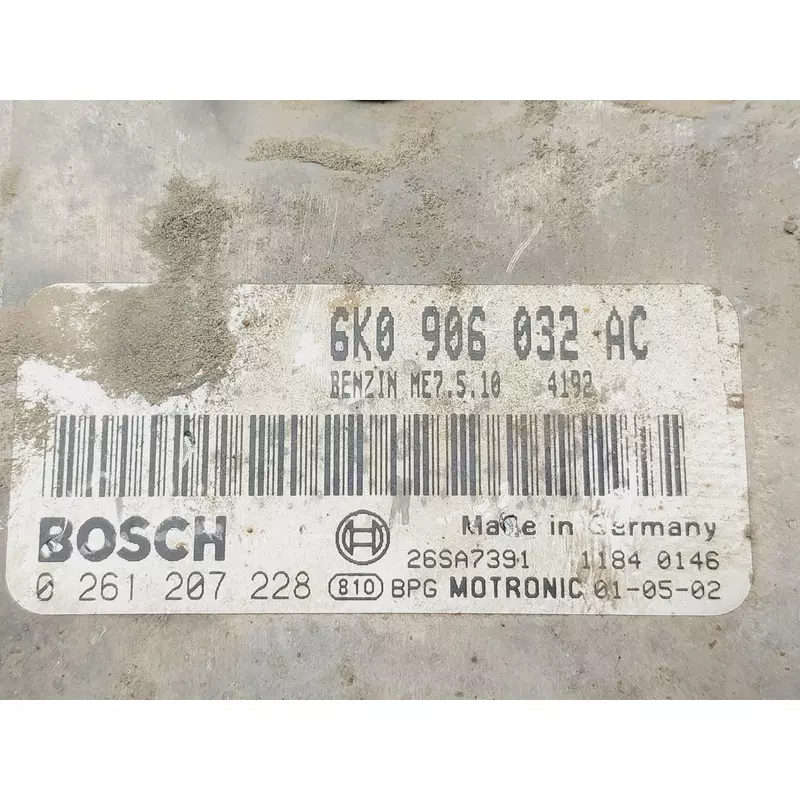 6K0 906 032 AC
BENZIN ME7.5.10 4192
BOSCH Made in Germany
26SA7391 1184 0146
0 261 207 228 810 BPG MOTRONIC 01-05-02